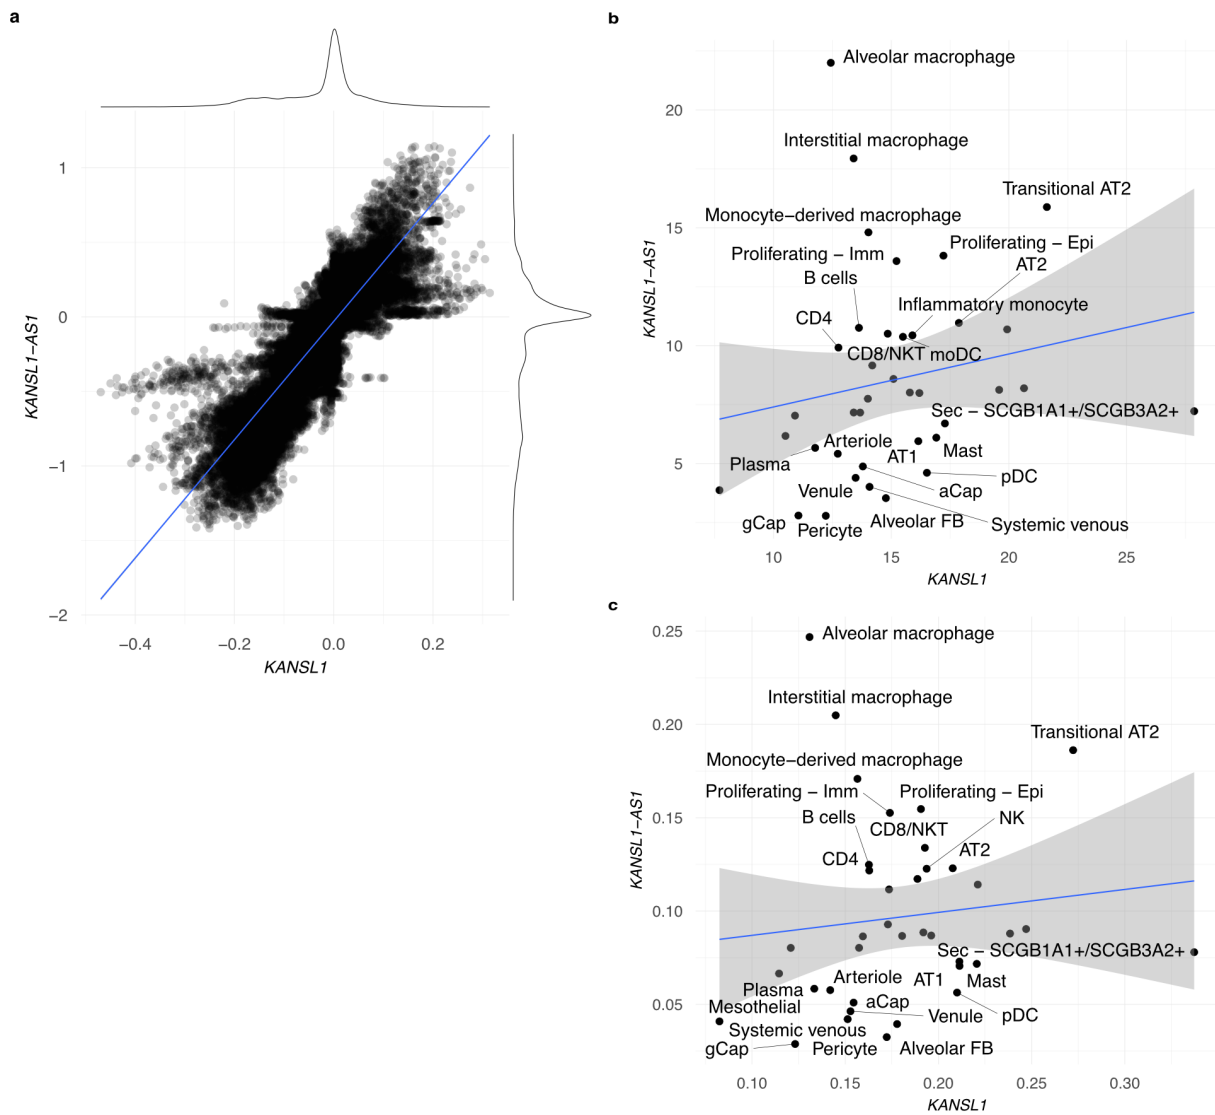 a
1
0
−1
−2
KANSL1−AS1
−0.4
−0.2
0.0
0.2
KANSL1
b
20
15
10
5
KANSL1−AS1
Alveolar macrophage
Interstitial macrophage
Transitional AT2
Monocyte−derived macrophage
Proliferating − Imm
Proliferating − Epi
B cells
AT2
Inflammatory monocyte
CD4
CD8/NKT
moDC
Sec − SCGB1A1+/SCGB3A2+
Arteriole
AT1
Mast
Plasma
pDC
aCap
Venule
gCap
Pericyte
Alveolar FB
Systemic venous
10
15
20
25
KANSL1
c
0.25
0.20
0.15
0.10
0.05
KANSL1−AS1
Alveolar macrophage
Interstitial macrophage
Transitional AT2
Monocyte−derived macrophage
Proliferating − Imm
Proliferating − Epi
B cells
CD8/NKT
NK
CD4
AT2
Sec − SCGB1A1+/SCGB3A2+
Arteriole
AT1
Mast
Plasma
Mesothelial
aCap
Venule
pDC
Systemic venous
gCap
Pericyte
Alveolar FB
0.10
0.15
0.20
0.25
0.30
KANSL1